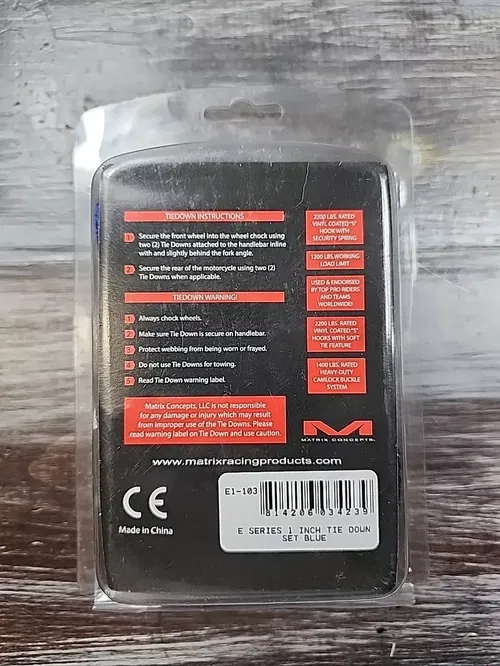 TIEDOWN INSTRUCTIONS
1 Secure the front wheel into the wheel chock using
two (2) Tie Downs attached to the handlebar inline
with and slightly behind the fork angle.
2 Secure the rear of the motorcycle using two (2)
Tie Downs when applicable.
TIEDOWN WARNING!
1 Always chock wheels.
2 Make sure Tie Down is secure on handlebar.
3 Protect webbing from being worn or frayed.
4 Do not use Tie Downs for towing.
5 Read Tie Down warning label.
Matrix Concepts, LLC is not responsible
for any damage or injury which may result
from improper use of the Tie Downs. Please
read warning label on Tie Down and use caution.
2200 LBS. RATED
VINYL COATED "S"
HOOK WITH
SECURITY SPRING
1200 LBS.WORKING
LOAD LIMIT
USED & ENDORSED
BY TOP PRO RIDERS
AND TEAMS
WORLDWIDE!
2200 LBS. RATED
VINYL COATED "S"
HOOKS WITH SOFT
TIE FEATURE
1400 LBS. RATED
HEAVY-DUTY
CAMLOCK BUCKLE
SYSTEM
M
MATRIX CONCEPTS.
www.matrixracingproducts.com
CE
Made in China
E1-103
814206034239
E SERIES 1 INCH TIE DOWN
SET BLUE